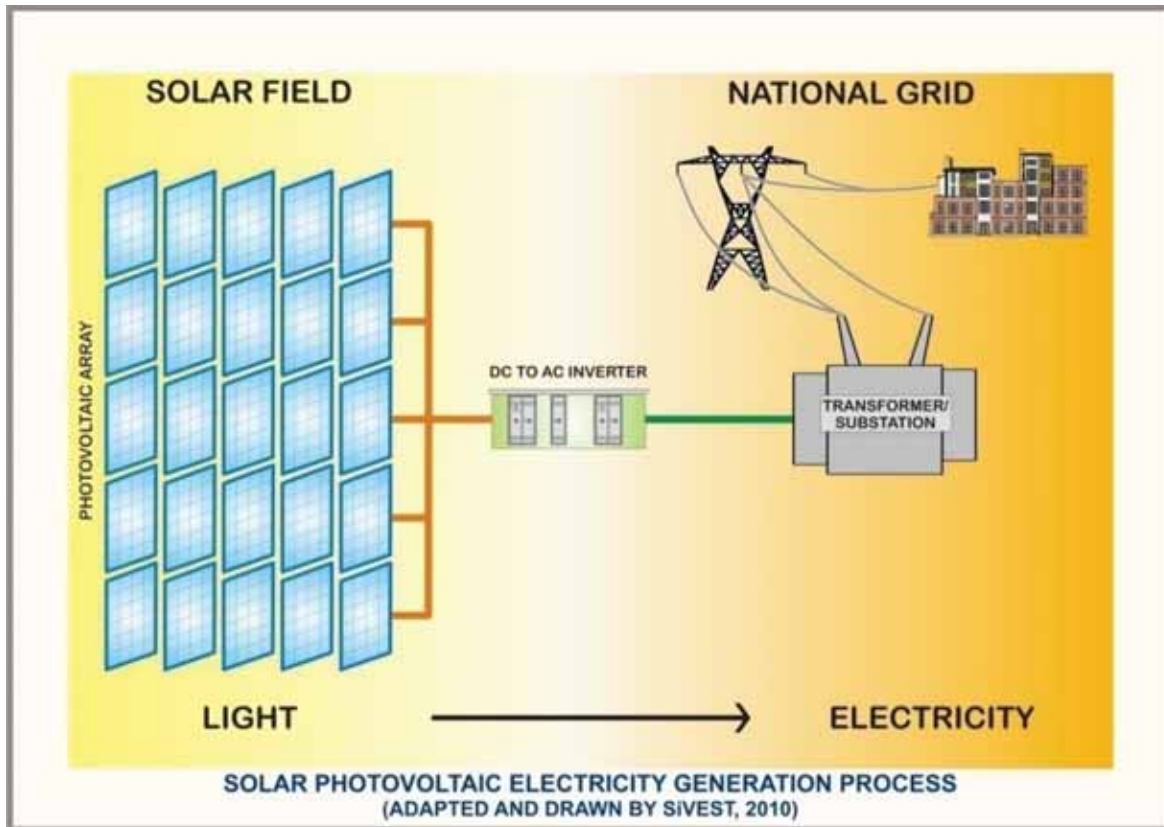 SOLAR FIELD
NATIONAL GRID
PHOTOVOLTAIC ARRAY
DC TO AC INVERTER
TRANSFORMER/
SUBSTATION
LIGHT
ELECTRICITY
SOLAR PHOTOVOLTAIC ELECTRICITY GENERATION PROCESS
(ADAPTED AND DRAWN BY SiVEST, 2010)